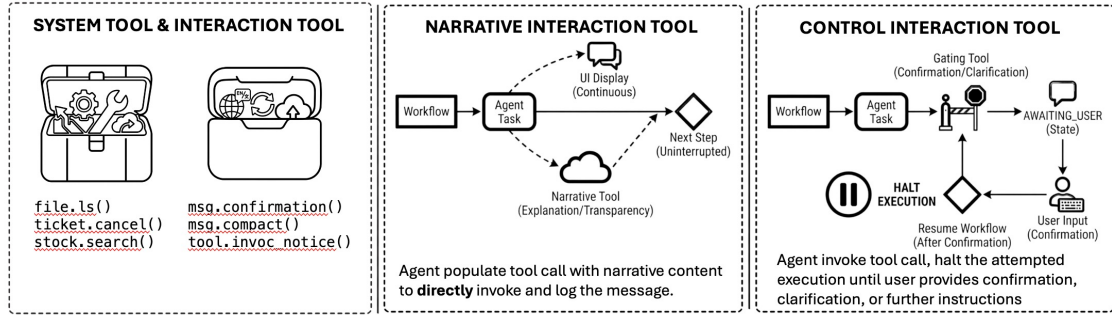 SYSTEM TOOL & INTERACTION TOOL
EN/文
file.ls()
ticket.cancel()
stock.search()
msg.confirmation()
msg.compact()
tool.invoc_notice()
NARRATIVE INTERACTION TOOL
UI Display
(Continuous)
Workflow
Agent
Task
Next Step
(Uninterrupted)
Narrative Tool
(Explanation/Transparency)
Agent populate tool call with narrative content
to directly invoke and log the message.
CONTROL INTERACTION TOOL
Gating Tool
(Confirmation/Clarification)
Workflow
Agent
Task
AWAITING_USER
(State)
HALT
EXECUTION
User Input
(Confirmation)
Resume Workflow
(After Confirmation)
Agent invoke tool call, halt the attempted
execution until user provides confirmation,
clarification, or further instructions